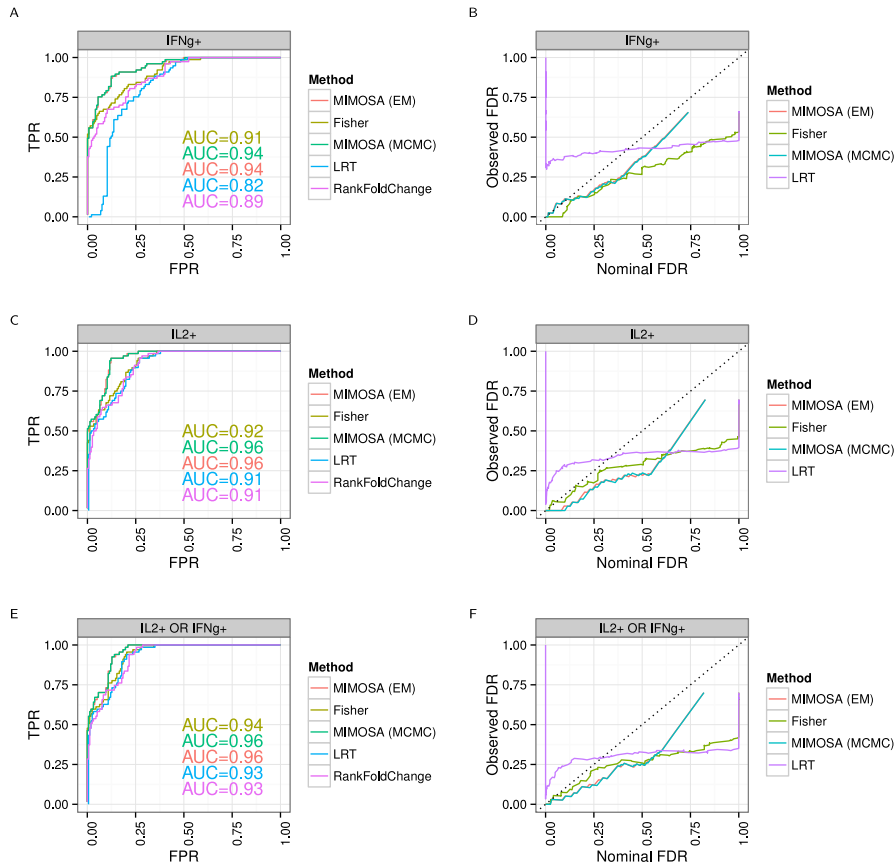 A
IFNg+
1.00
0.75
0.50
0.25
0.00
TPR
0.00
0.25
0.50
0.75
1.00
FPR
AUC=0.91
AUC=0.94
AUC=0.94
AUC=0.82
AUC=0.89
Method
MIMOSA (EM)
Fisher
MIMOSA (MCMC)
LRT
RankFoldChange
B
IFNg+
1.00
0.75
0.50
0.25
0.00
Observed FDR
0.00
0.25
0.50
0.75
1.00
Nominal FDR
Method
MIMOSA (EM)
Fisher
MIMOSA (MCMC)
LRT
C
IL2+
1.00
0.75
0.50
0.25
0.00
TPR
0.00
0.25
0.50
0.75
1.00
FPR
AUC=0.92
AUC=0.96
AUC=0.96
AUC=0.91
AUC=0.91
Method
MIMOSA (EM)
Fisher
MIMOSA (MCMC)
LRT
RankFoldChange
D
IL2+
1.00
0.75
0.50
0.25
0.00
Observed FDR
0.00
0.25
0.50
0.75
1.00
Nominal FDR
Method
MIMOSA (EM)
Fisher
MIMOSA (MCMC)
LRT
E
IL2+ OR IFNg+
1.00
0.75
0.50
0.25
0.00
TPR
0.00
0.25
0.50
0.75
1.00
FPR
AUC=0.94
AUC=0.96
AUC=0.96
AUC=0.93
AUC=0.93
Method
MIMOSA (EM)
Fisher
MIMOSA (MCMC)
LRT
RankFoldChange
F
IL2+ OR IFNg+
1.00
0.75
0.50
0.25
0.00
Observed FDR
0.00
0.25
0.50
0.75
1.00
Nominal FDR
Method
MIMOSA (EM)
Fisher
MIMOSA (MCMC)
LRT